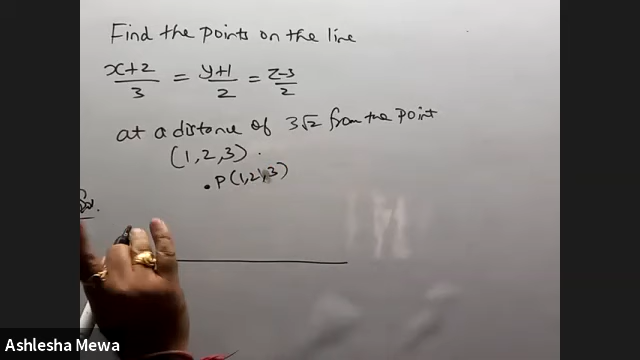 Find the points on the line
x+2/3 = y+1/2 = z-3/2
at a distance of 3√2 from the point
(1,2,3).
.P(1,2,3)
Sol.
Ashlesha Mewa